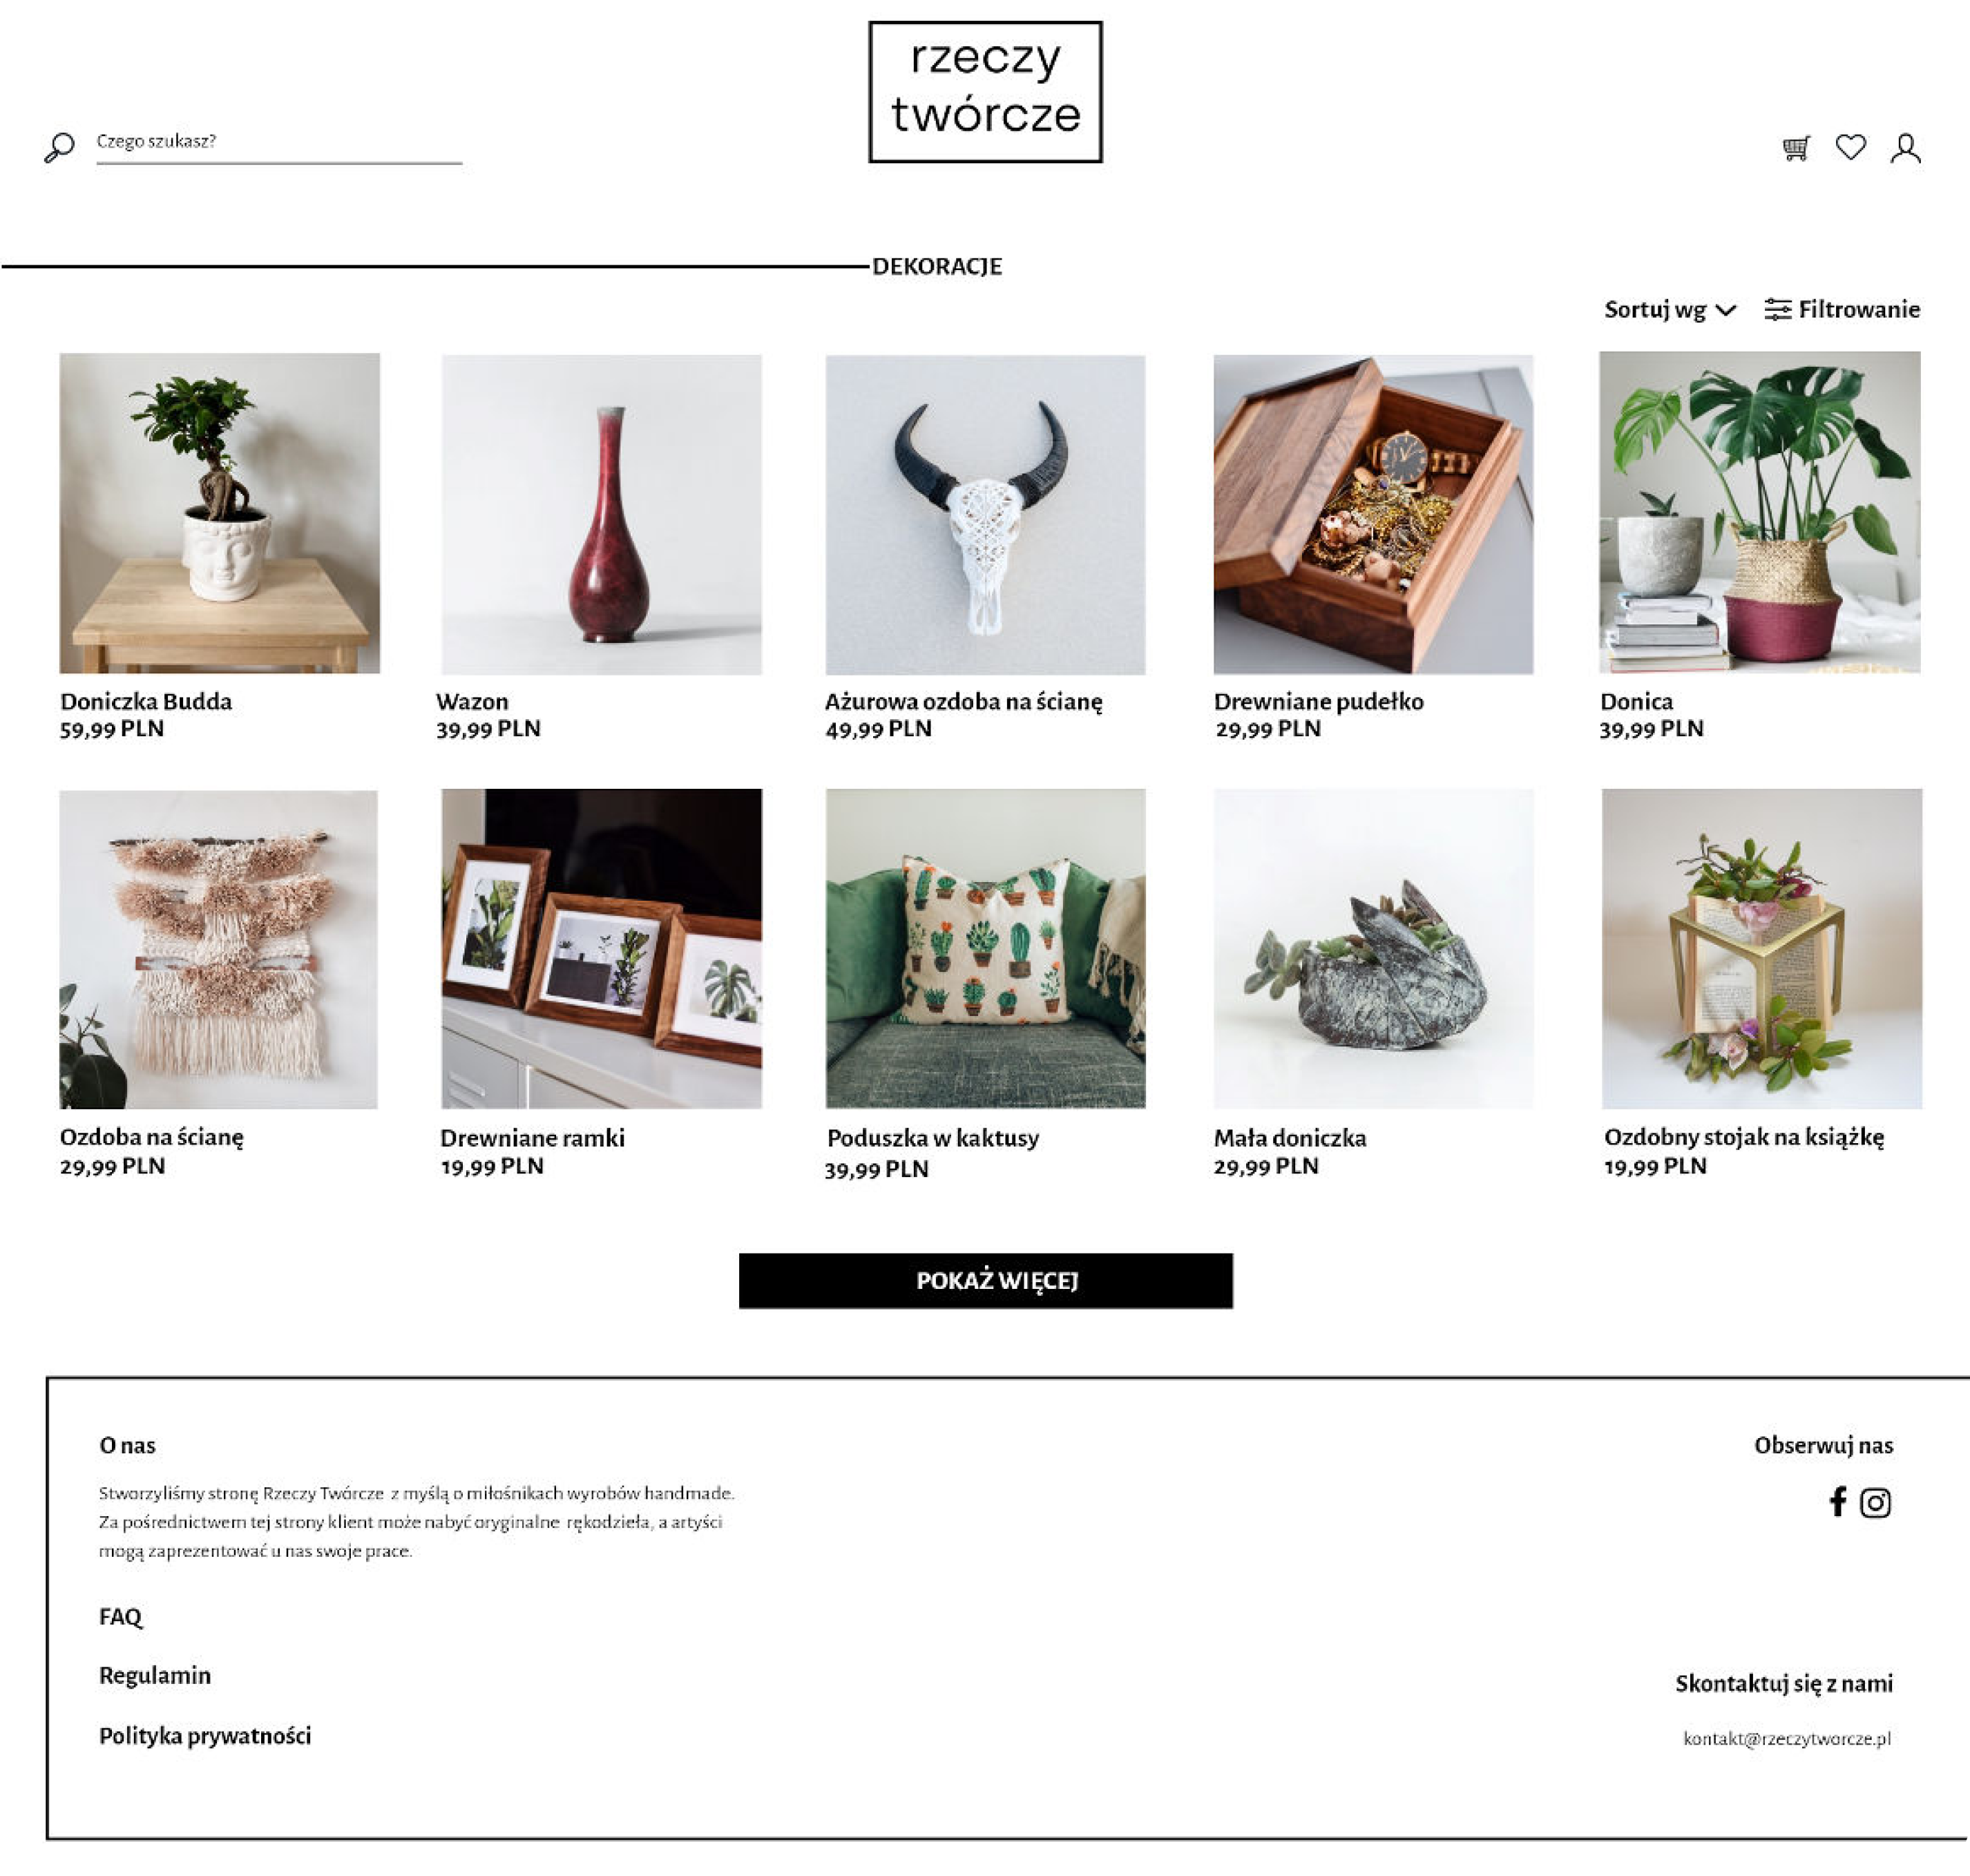 rzeczy
twórcze
Czego szukasz?
DEKORACJE
Sortuj wg
Filtrowanie
Doniczka Budda
59,99 PLN
Wazon
39,99 PLN
Ażurowa ozdoba na ścianę
49,99 PLN
Drewniane pudełko
29,99 PLN
Donica
39,99 PLN
Ozdoba na ścianę
29,99 PLN
Drewniane ramki
19,99 PLN
Poduszka w kaktusy
39,99 PLN
Mała doniczka
29,99 PLN
Ozdobny stojak na książkę
19,99 PLN
POKAŻ WIĘCEJ
O nas
Stworzyliśmy stronę Rzeczy Twórcze z myślą o miłośnikach wyrobów handmade.
Za pośrednictwem tej strony klient może nabyć oryginalne rękodzieła, a artyści
mogą zaprezentować u nas swoje prace.
FAQ
Regulamin
Polityka prywatności
Obserwuj nas
Skontaktuj się z nami
kontakt@rzeczytworcze.pl